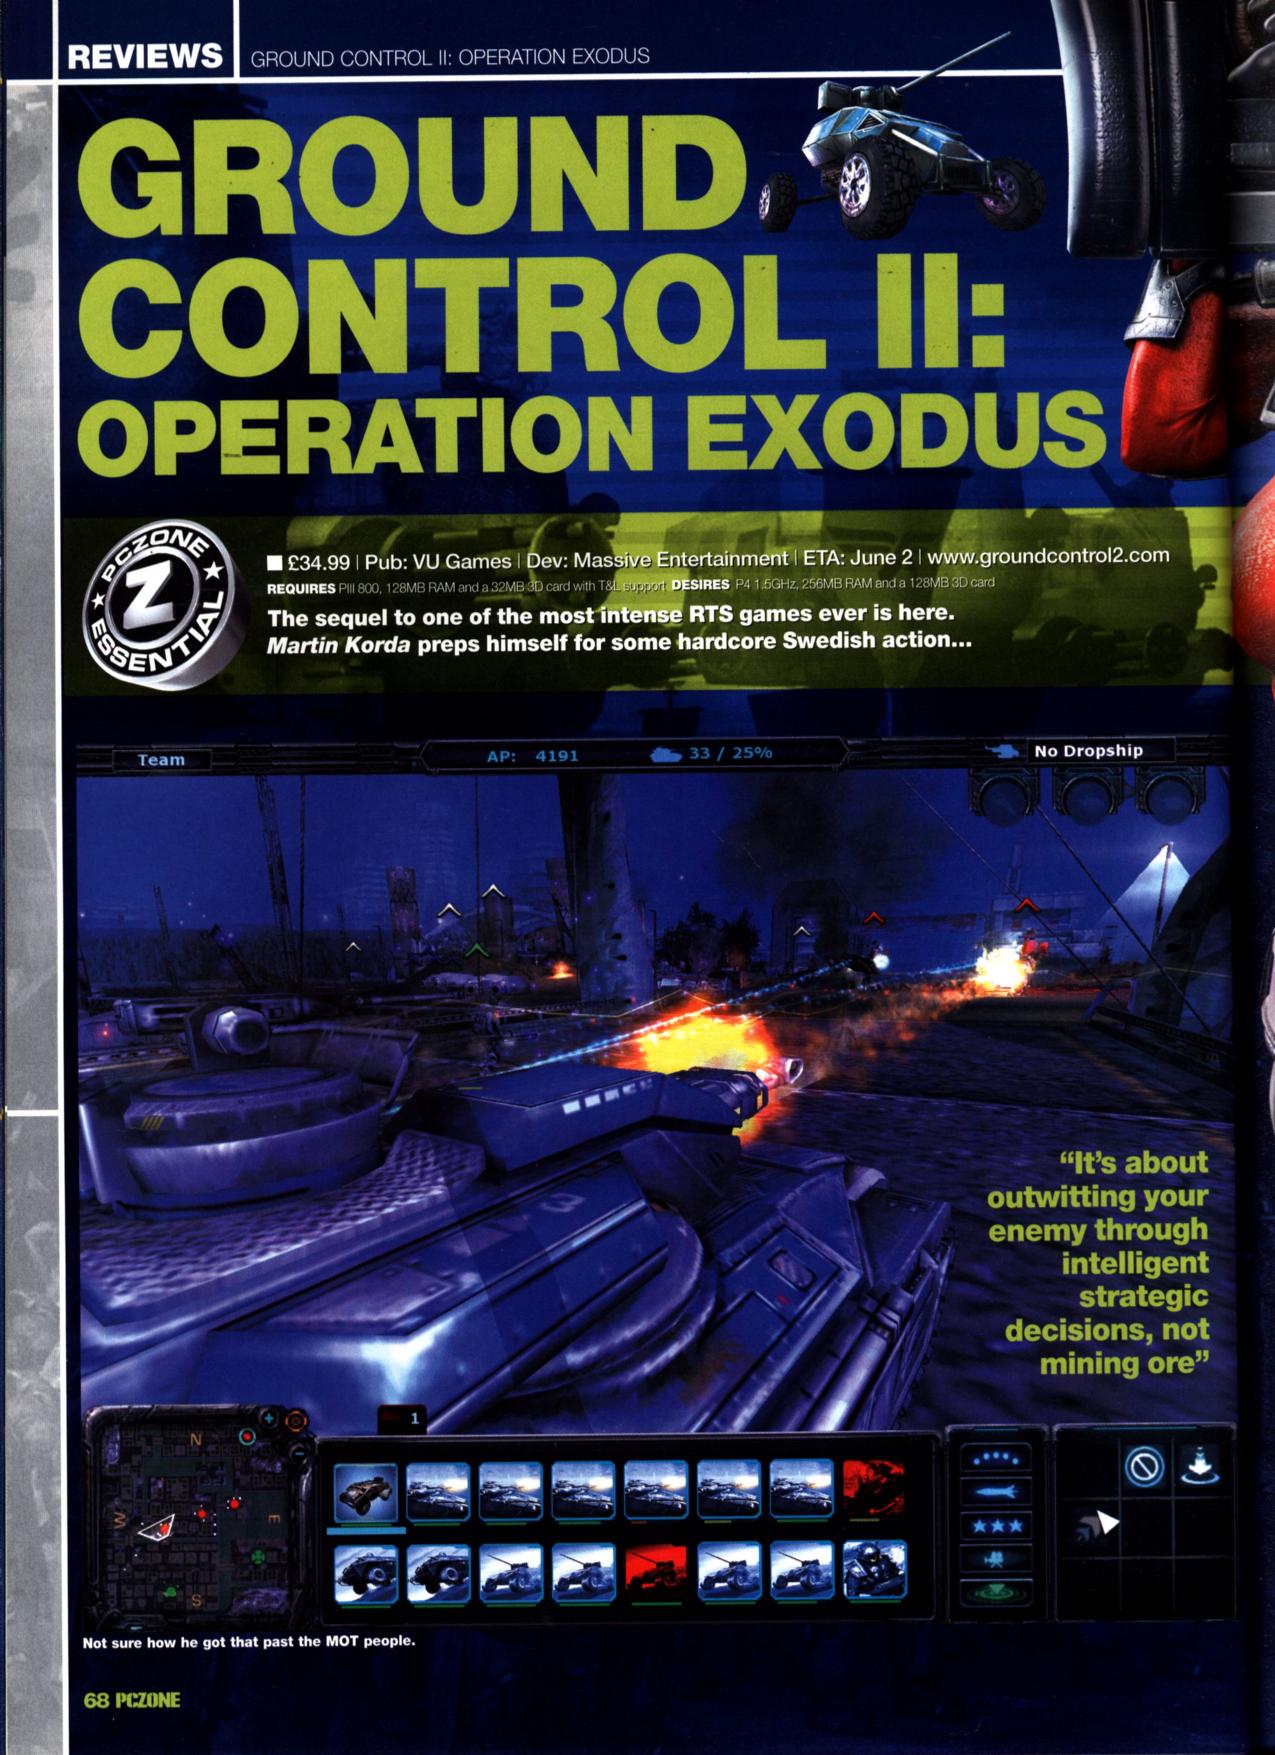 REVIEWS
GROUND CONTROL II: OPERATION EXODUS
GROUND
CONTROL II:
OPERATION EXODUS
PCZONE
Z
ESSENTIAL
£34.99 | Pub: VU Games | Dev: Massive Entertainment | ETA: June 2 | www.groundcontrol2.com
REQUIRES PIII 800, 128MB RAM and a 32MB 3D card with T&L support DESIRES P4 1.5GHz, 256MB RAM and a 128MB 3D card
The sequel to one of the most intense RTS games ever is here.
Martin Korda preps himself for some hardcore Swedish action...
Team
AP: 4191
33 / 25%
No Dropship
“It's about
outwitting your
enemy through
intelligent
strategic
decisions, not
mining ore”
1
N
W
E
S
Not sure how he got that past the MOT people.
68 PCZONE